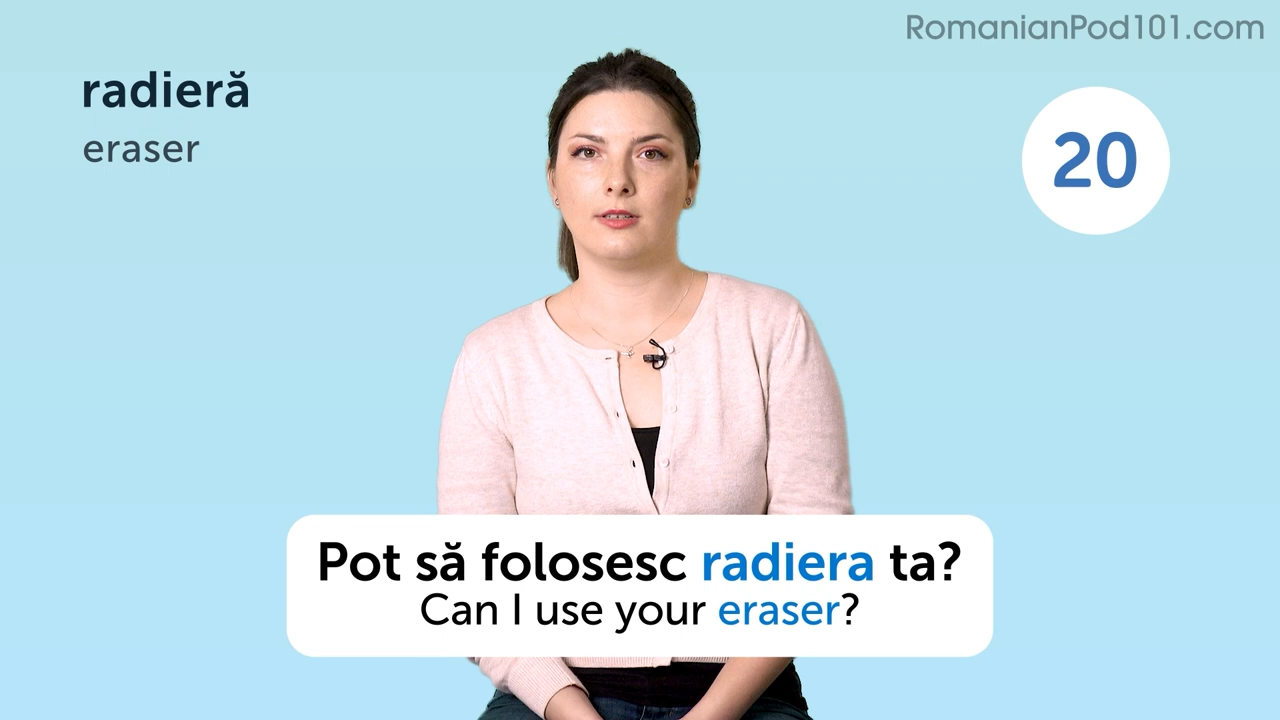 RomanianPod101.com
radieră
eraser
20
Pot să folosesc radiera ta?
Can I use your eraser?